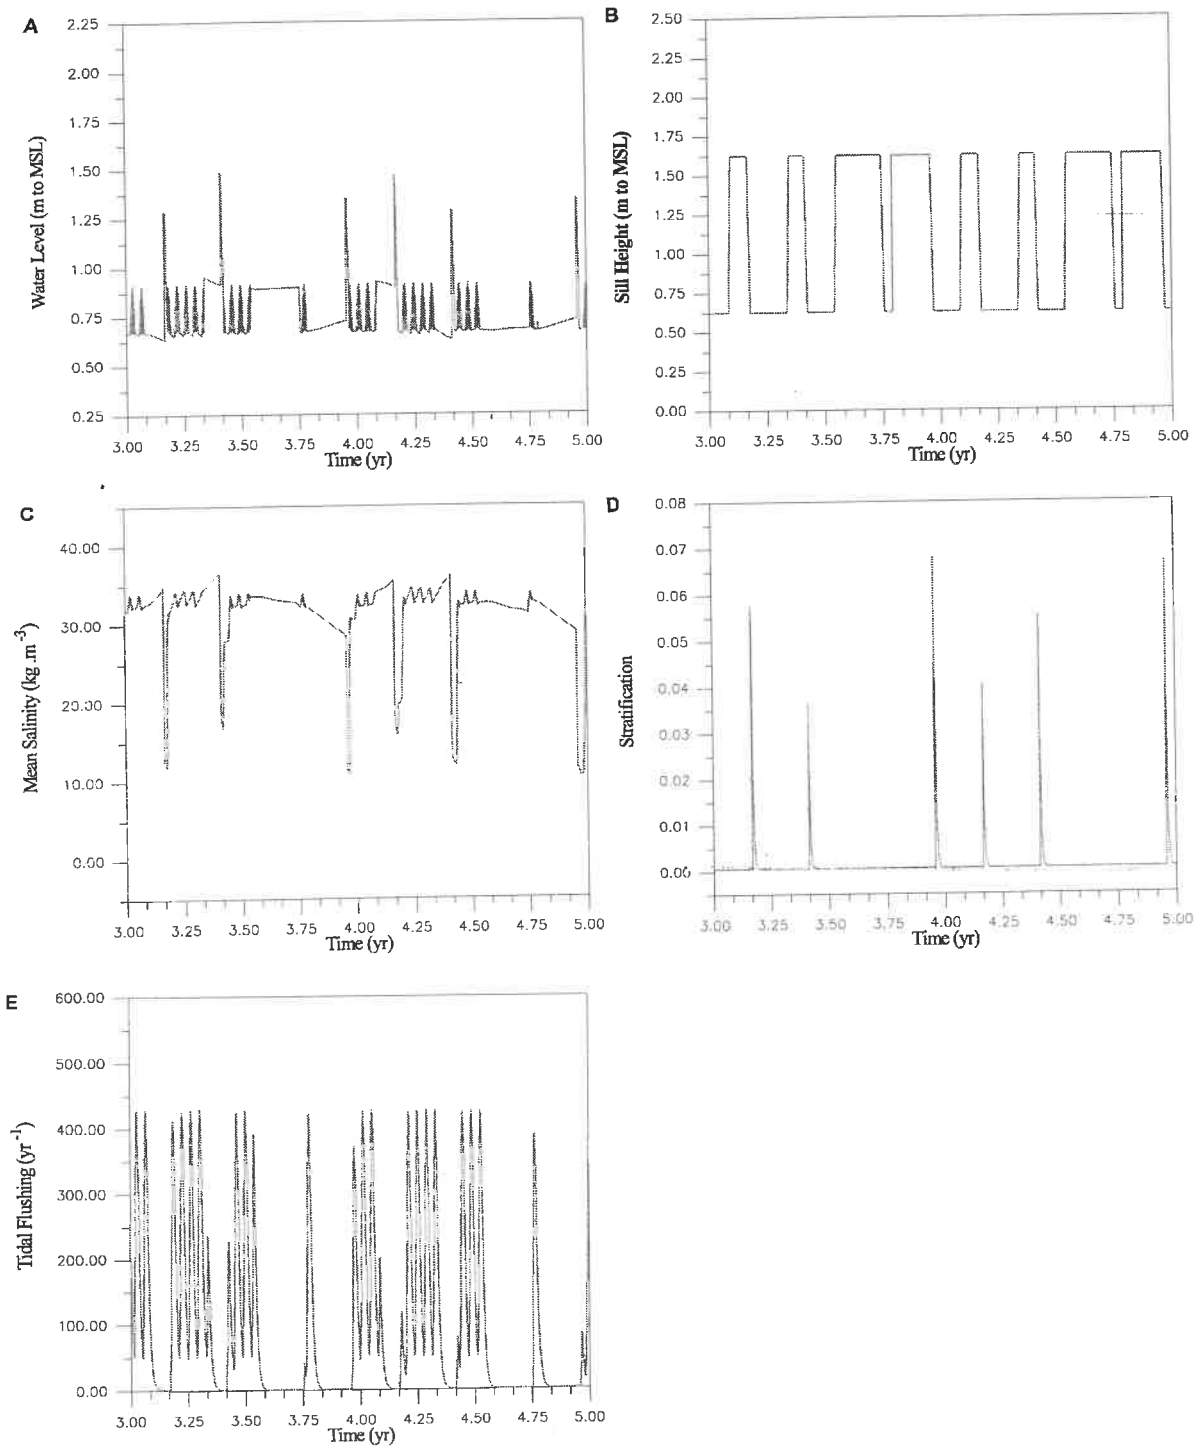 A
Water Level (m to MSL)
2.25
2.00
1.75
1.50
1.25
1.00
0.75
0.50
0.25
3.00 3.25 3.50 3.75 4.00 4.25 4.50 4.75 5.00
Time (yr)
B
Sill Height (m to MSL)
2.50
2.25
2.00
1.75
1.50
1.25
1.00
0.75
0.50
0.25
0.00
3.00 3.25 3.50 3.75 4.00 4.25 4.50 4.75 5.00
Time (yr)
C
Mean Salinity (kg.m-3)
40.00
30.00
20.00
10.00
0.00
3.00 3.25 3.50 3.75 4.00 4.25 4.50 4.75 5.00
Time (yr)
D
Stratification
0.08
0.07
0.06
0.05
0.04
0.03
0.02
0.01
0.00
3.00 3.25 3.50 3.75 4.00 4.25 4.50 4.75 5.00
Time (yr)
E
Tidal Flushing (yr-1)
600.00
500.00
400.00
300.00
200.00
100.00
0.00
3.00 3.25 3.50 3.75 4.00 4.25 4.50 4.75 5.00
Time (yr)